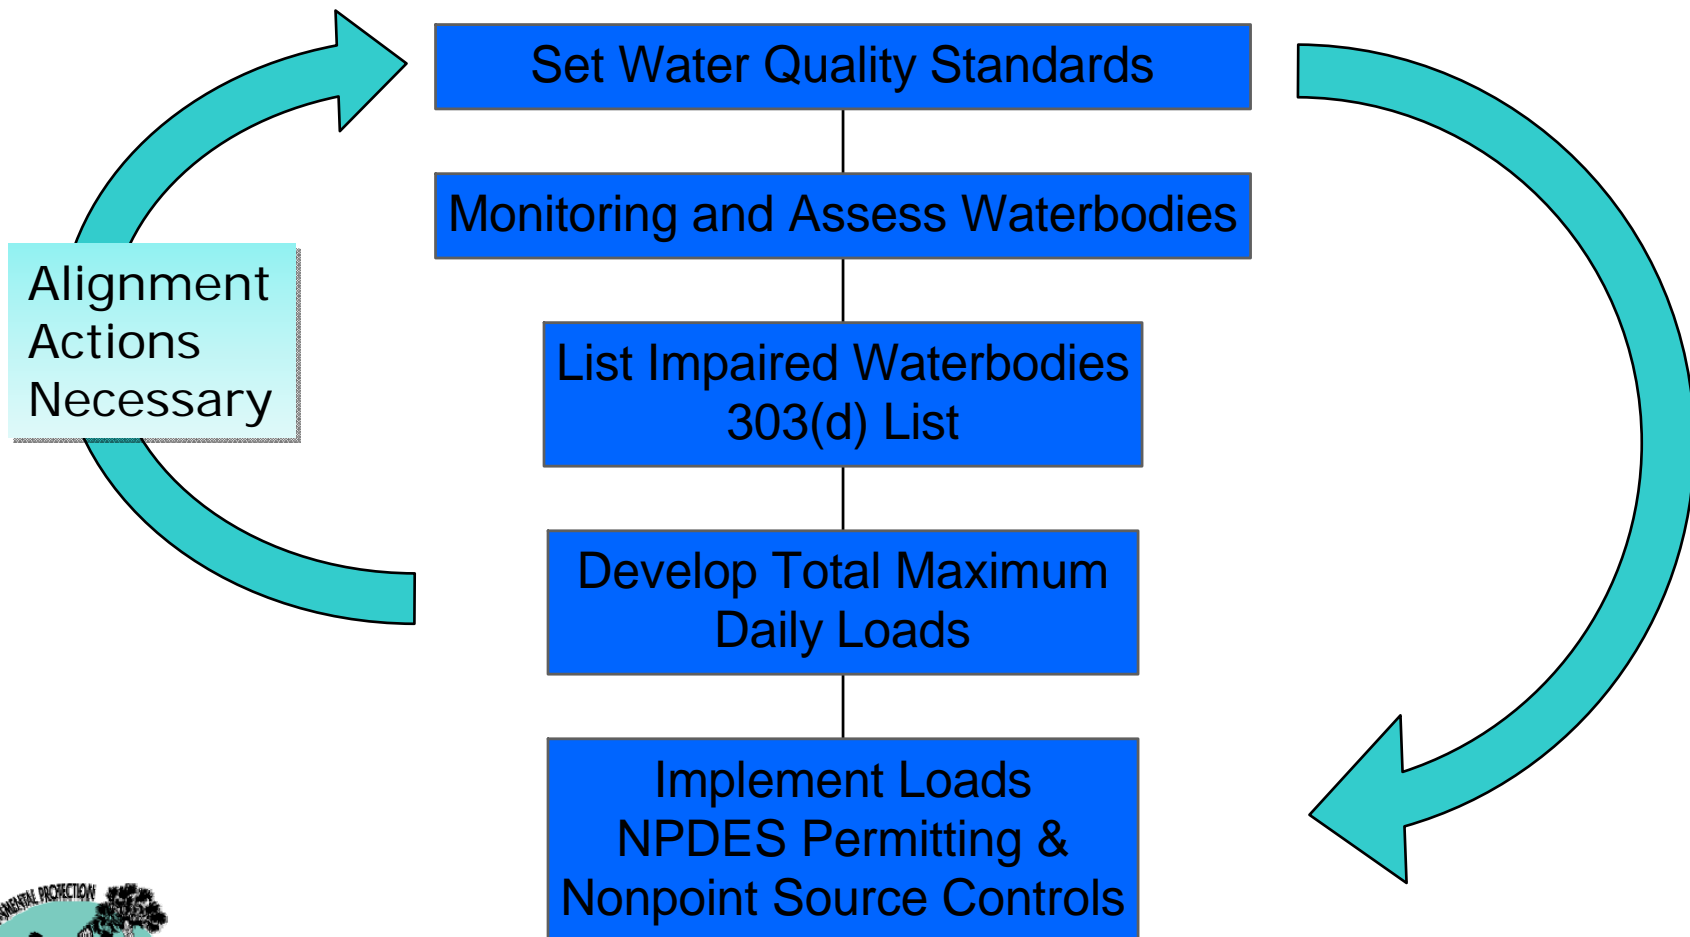 Set Water Quality Standards
Monitoring and Assess Waterbodies
Alignment
Actions
Necessary
List Impaired Waterbodies
303(d) List
Develop Total Maximum
Daily Loads
Implement Loads
NPDES Permitting &
Nonpoint Source Controls
PROTECTION